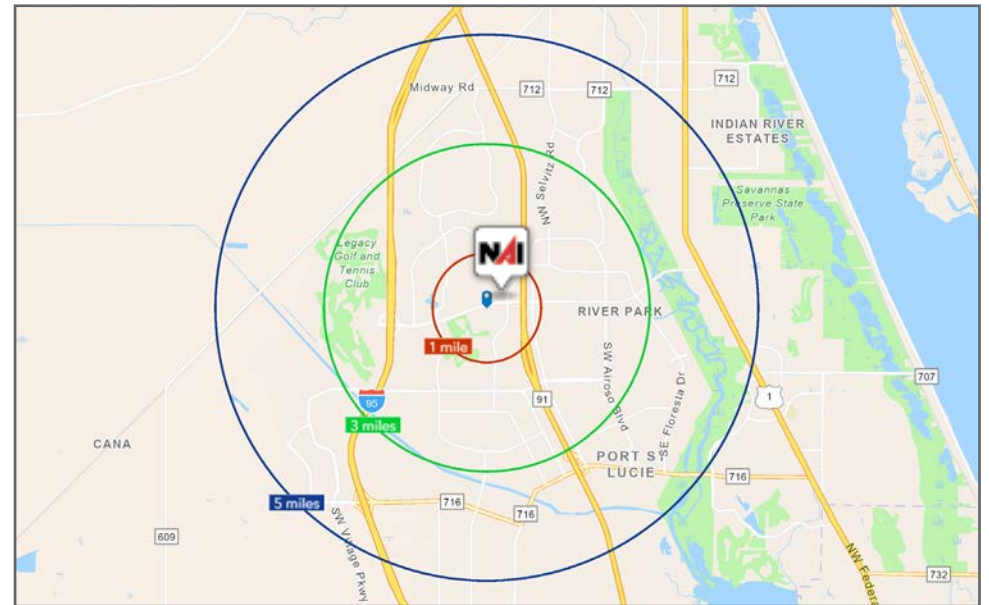 Midway Rd
712
712
712
INDIAN RIVER
ESTATES
NW Selvitz Rd
Savannas
Preserve State
Park
Legacy
Golf and
Tennis
Club
NAI
RIVER PARK
1 mile
SW Airoso Blvd
SE Floresta Dr
707
1
95
91
3 miles
CANA
PORT ST
LUCIE
716
5 miles
716
716
SW Village Pkwy
609
NW Federa
732